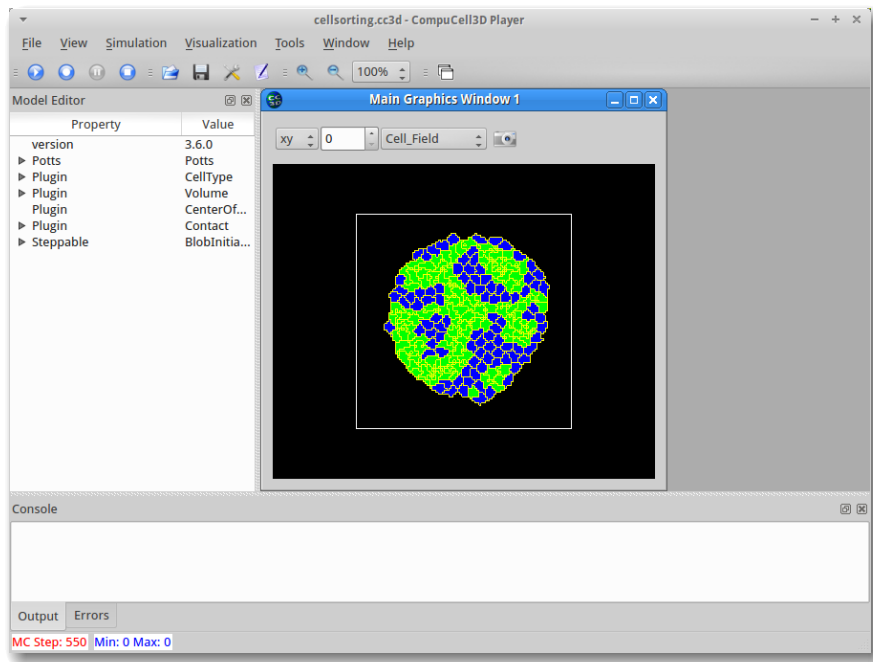 cellsorting.cc3d - CompuCell3D Player
File View Simulation Visualization Tools Window Help
100%
Model Editor
Main Graphics Window 1
Property Value
xy 0 Cell_Field
version 3.6.0
Potts Potts
Plugin CellType
Plugin Volume
Plugin CenterOf...
Plugin Contact
Steppable BlobInitia...
Console
Output Errors
MC Step: 550 Min: 0 Max: 0